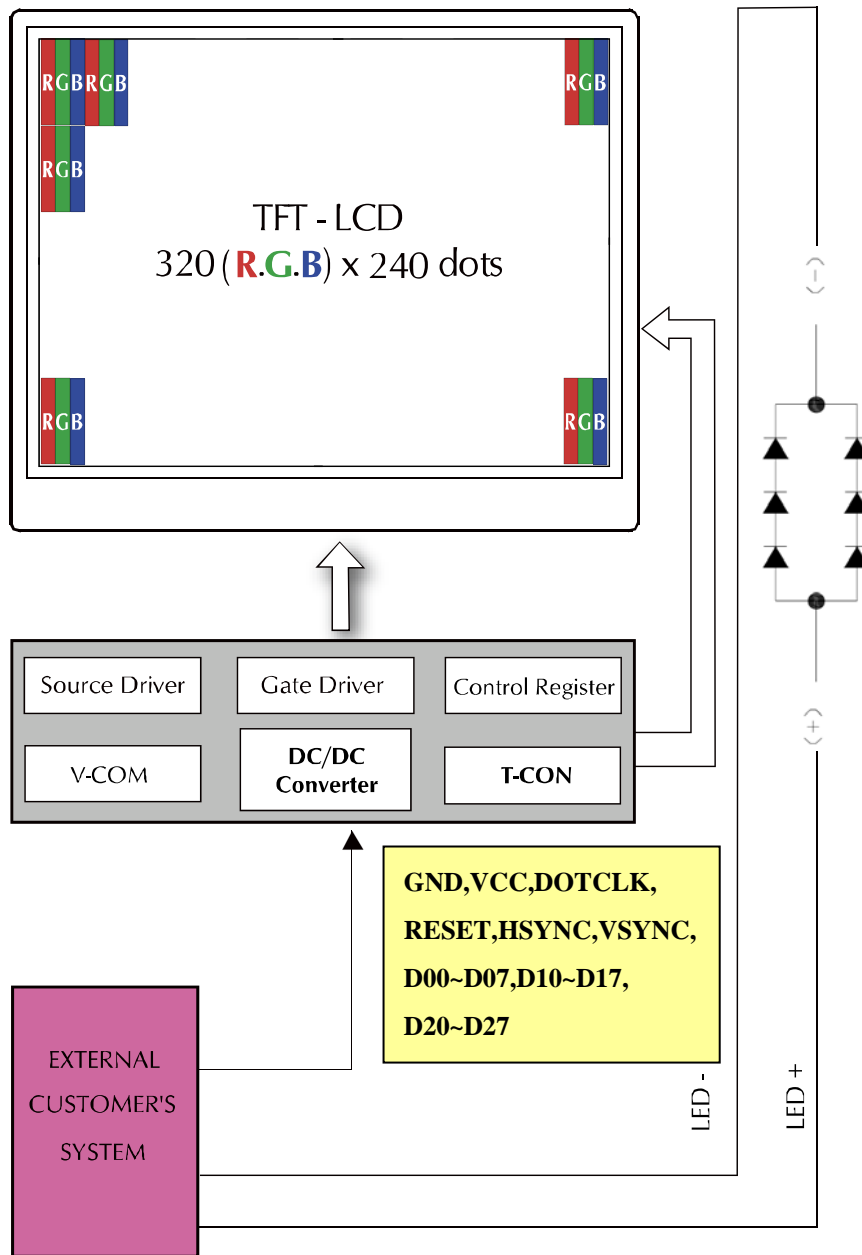 RGBRGB
RGB
RGB
TFT - LCD
320 (R.G.B) x 240 dots
RGB
RGB
(-)
Source Driver
Gate Driver
Control Register
V-COM
DC/DC
Converter
T-CON
(+)
GND,VCC,DOTCLK,
RESET,HSYNC,VSYNC,
D00~D07,D10~D17,
D20~D27
EXTERNAL
CUSTOMER'S
SYSTEM
LED -
LED +